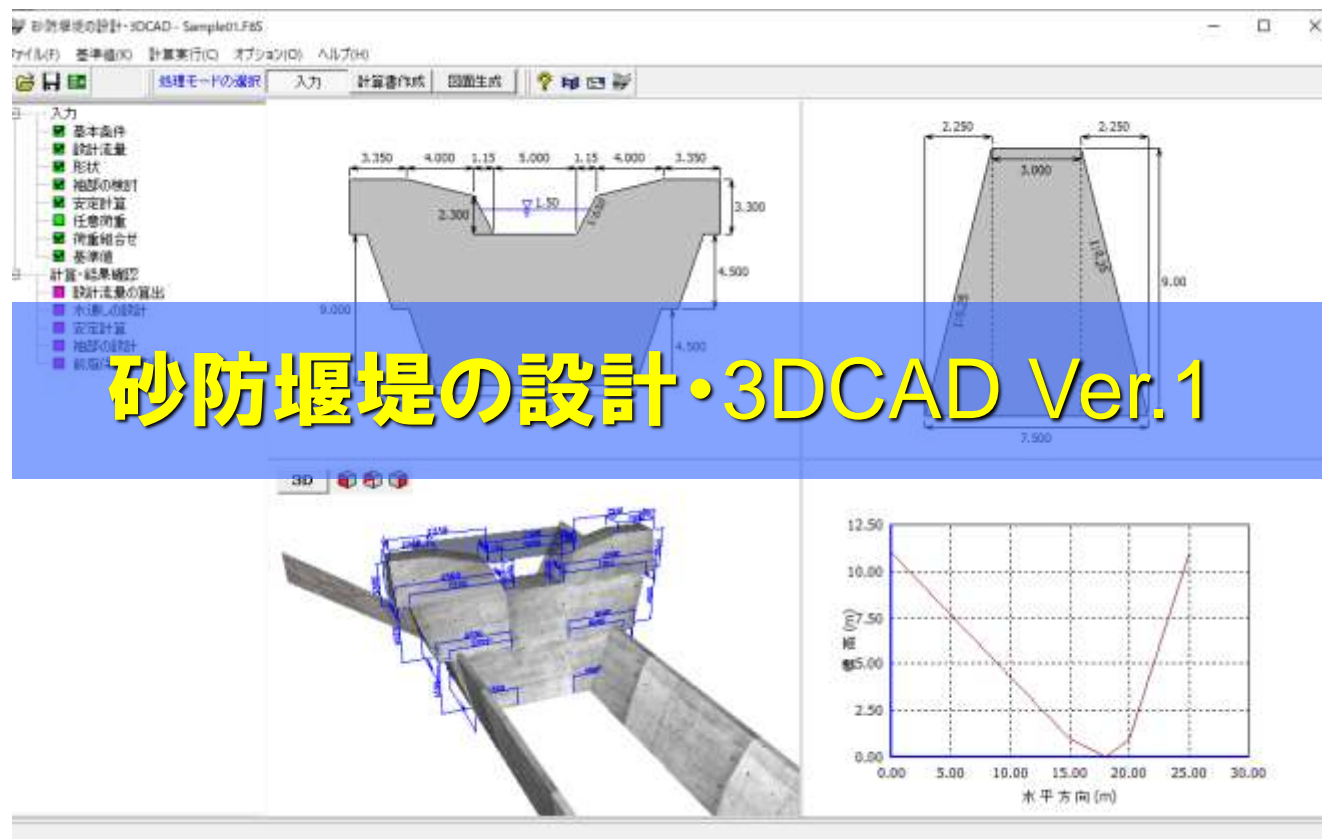 砂防堰堤の設計・3DCAD - Sample01.F8S
ファイル(F) 基準値(K) 計算実行(C) オプション(O) ヘルプ(H)
処理モードの選択 入力 計算書作成 図面生成
入力
基本条件
設計流量
形状
袖部の検討
安定計算
任意荷重
荷重組合せ
基準値
計算・結果確認
設計流量の算出
水通しの設計
安定計算
袖部の設計
3.350 4.000 1.15 5.000 1.15 4.000 3.350
2.300
1.50
3.300
4.500
9.000
4.500
2.250 2.250
3.000
9.00
7.500
砂防堰堤の設計・3DCAD Ver.1
3D
12.50
10.00
7.50
5.00
2.50
0.00
標高(m)
0.00 5.00 10.00 15.00 20.00 25.00 30.00
水平方向(m)